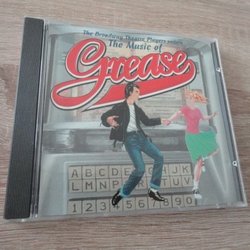 The Broadway Theatre Players present
The Music of
Grease
A B C D E F G H
L M N P Q R S T U V
1 2 3 4 5 6 7 8 9 0